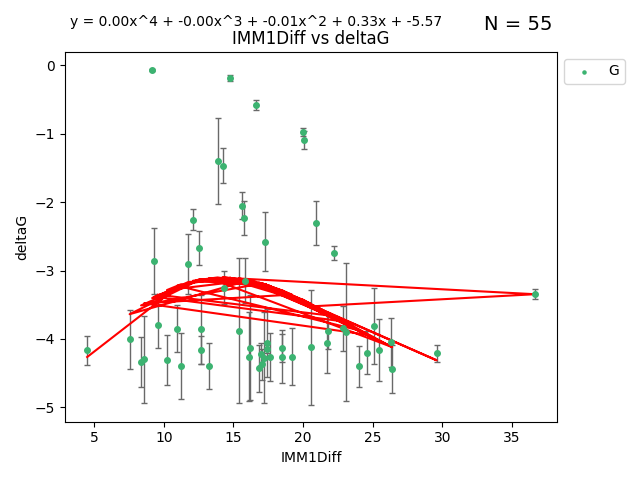 y = 0.00x^4 + -0.00x^3 + -0.01x^2 + 0.33x + -5.57
N = 55
IMM1Diff vs deltaG
G
0
−1
−2
−3
−4
−5
deltaG
5 10 15 20 25 30 35
IMM1Diff